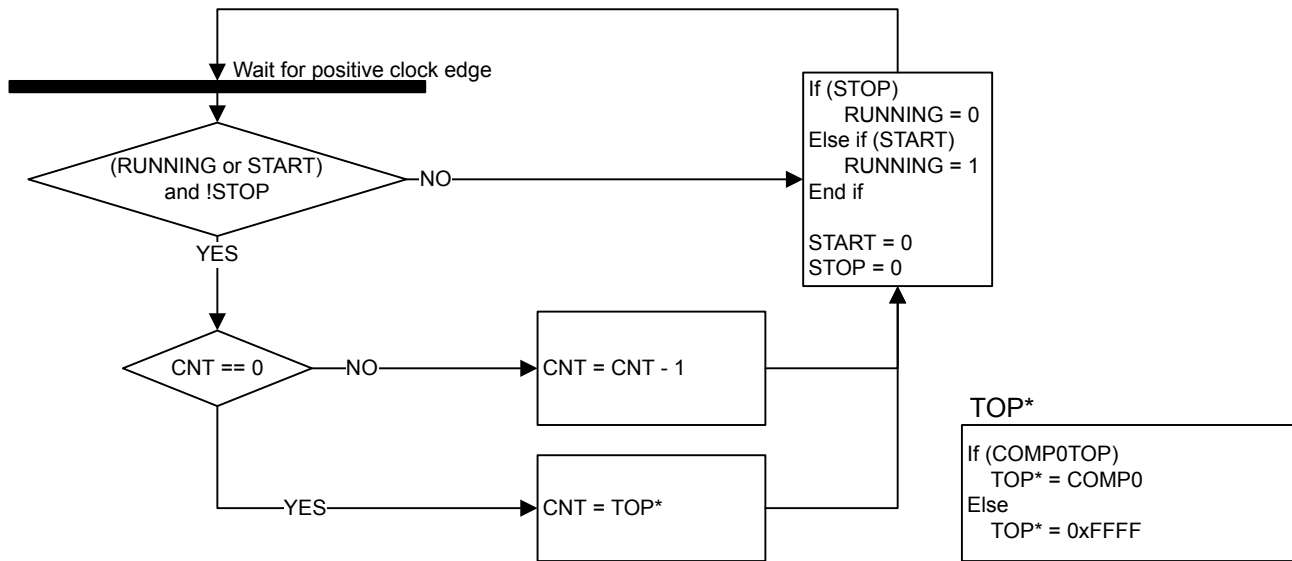 Wait for positive clock edge
(RUNNING or START)
and !STOP
NO
YES
If (STOP)
RUNNING = 0
Else if (START)
RUNNING = 1
End if
START = 0
STOP = 0
CNT == 0
NO
CNT = CNT - 1
YES
CNT = TOP*
TOP*
If (COMP0TOP)
TOP* = COMP0
Else
TOP* = 0xFFFF